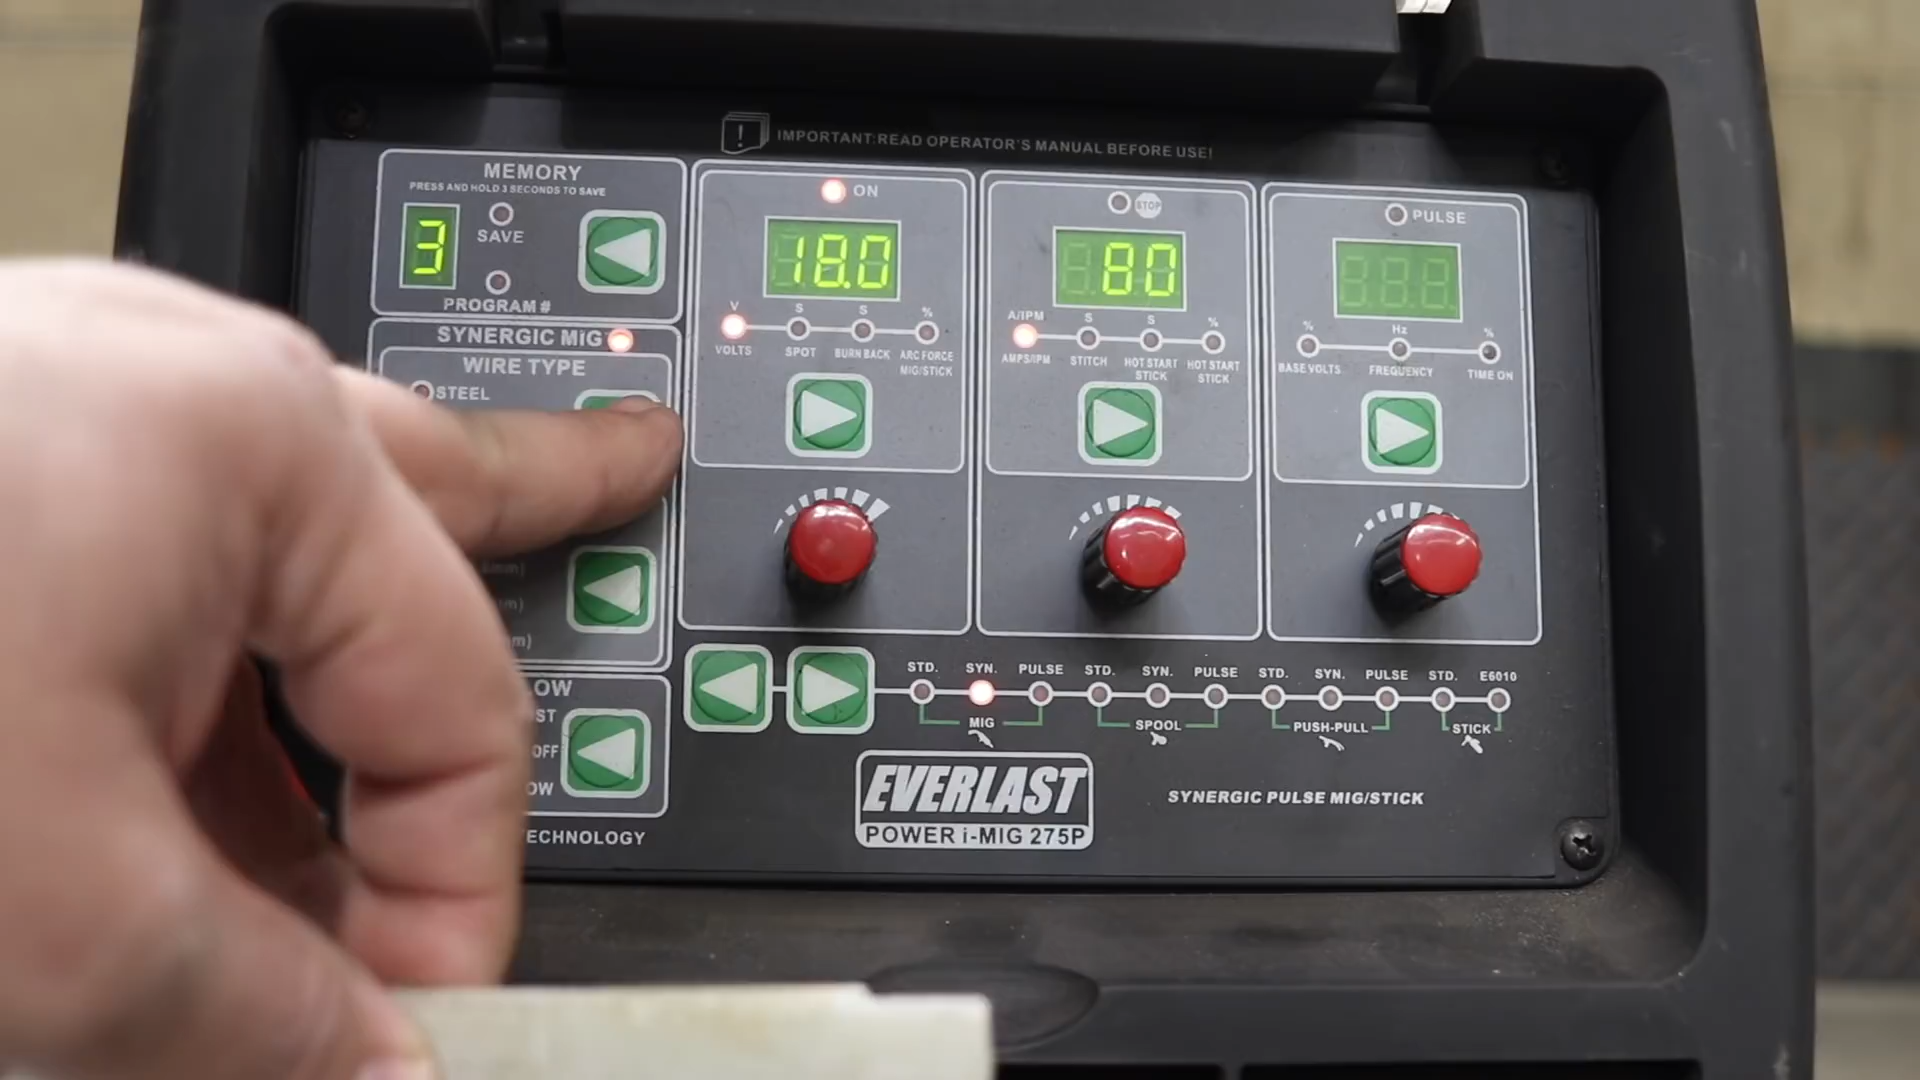 ! IMPORTANT:READ OPERATOR'S MANUAL BEFORE USE!
MEMORY
PRESS AND HOLD 3 SECONDS TO SAVE
3
SAVE
PROGRAM #
SYNERGIC MIG
WIRE TYPE
STEEL
ON
18.0
V S S %
VOLTS SPOT BURN BACK ARC FORCE
MIG/STICK
STOP
80
A/IPM S S %
AMPS/IPM STITCH HOT START HOT START
STICK STICK
PULSE
% Hz %
BASE VOLTS FREQUENCY TIME ON
m)
m)
m)
OW
ST
OFF
OW
ECHNOLOGY
STD. SYN. PULSE STD. SYN. PULSE STD. SYN. PULSE STD. E6010
MIG SPOOL PUSH-PULL STICK
EVERLAST
POWER i-MIG 275P
SYNERGIC PULSE MIG/STICK